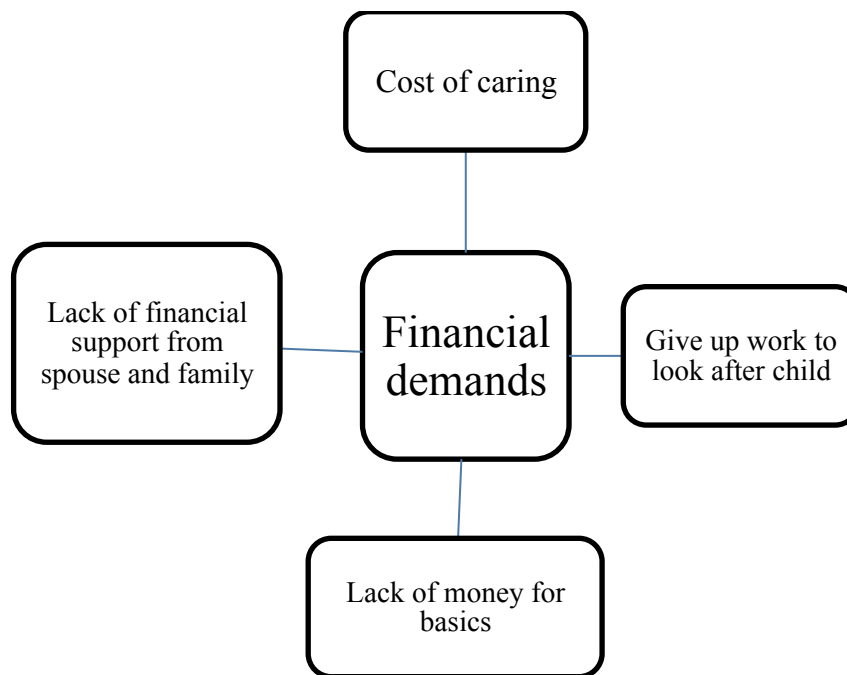 Cost of caring
Lack of financial
support from
spouse and family
Financial
demands
Give up work to
look after child
Lack of money for
basics